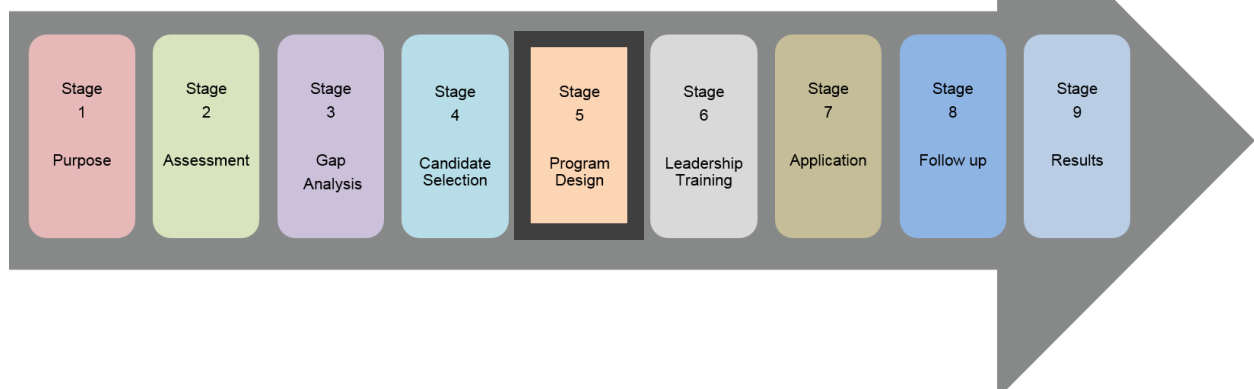 Stage
1
Purpose
Stage
2
Assessment
Stage
3
Gap
Analysis
Stage
4
Candidate
Selection
Stage
5
Program
Design
Stage
6
Leadership
Training
Stage
7
Application
Stage
8
Follow up
Stage
9
Results